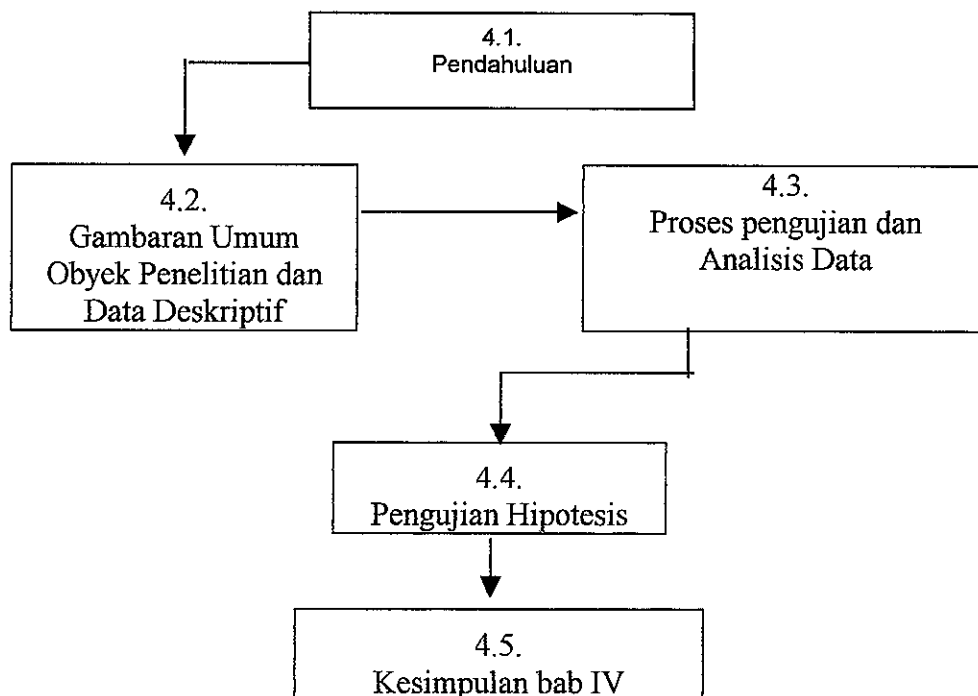 4.1.
Pendahuluan
4.2.
Gambaran Umum
Obyek Penelitian dan
Data Deskriptif
4.3.
Proses pengujian dan
Analisis Data
4.4.
Pengujian Hipotesis
4.5.
Kesimpulan bab IV